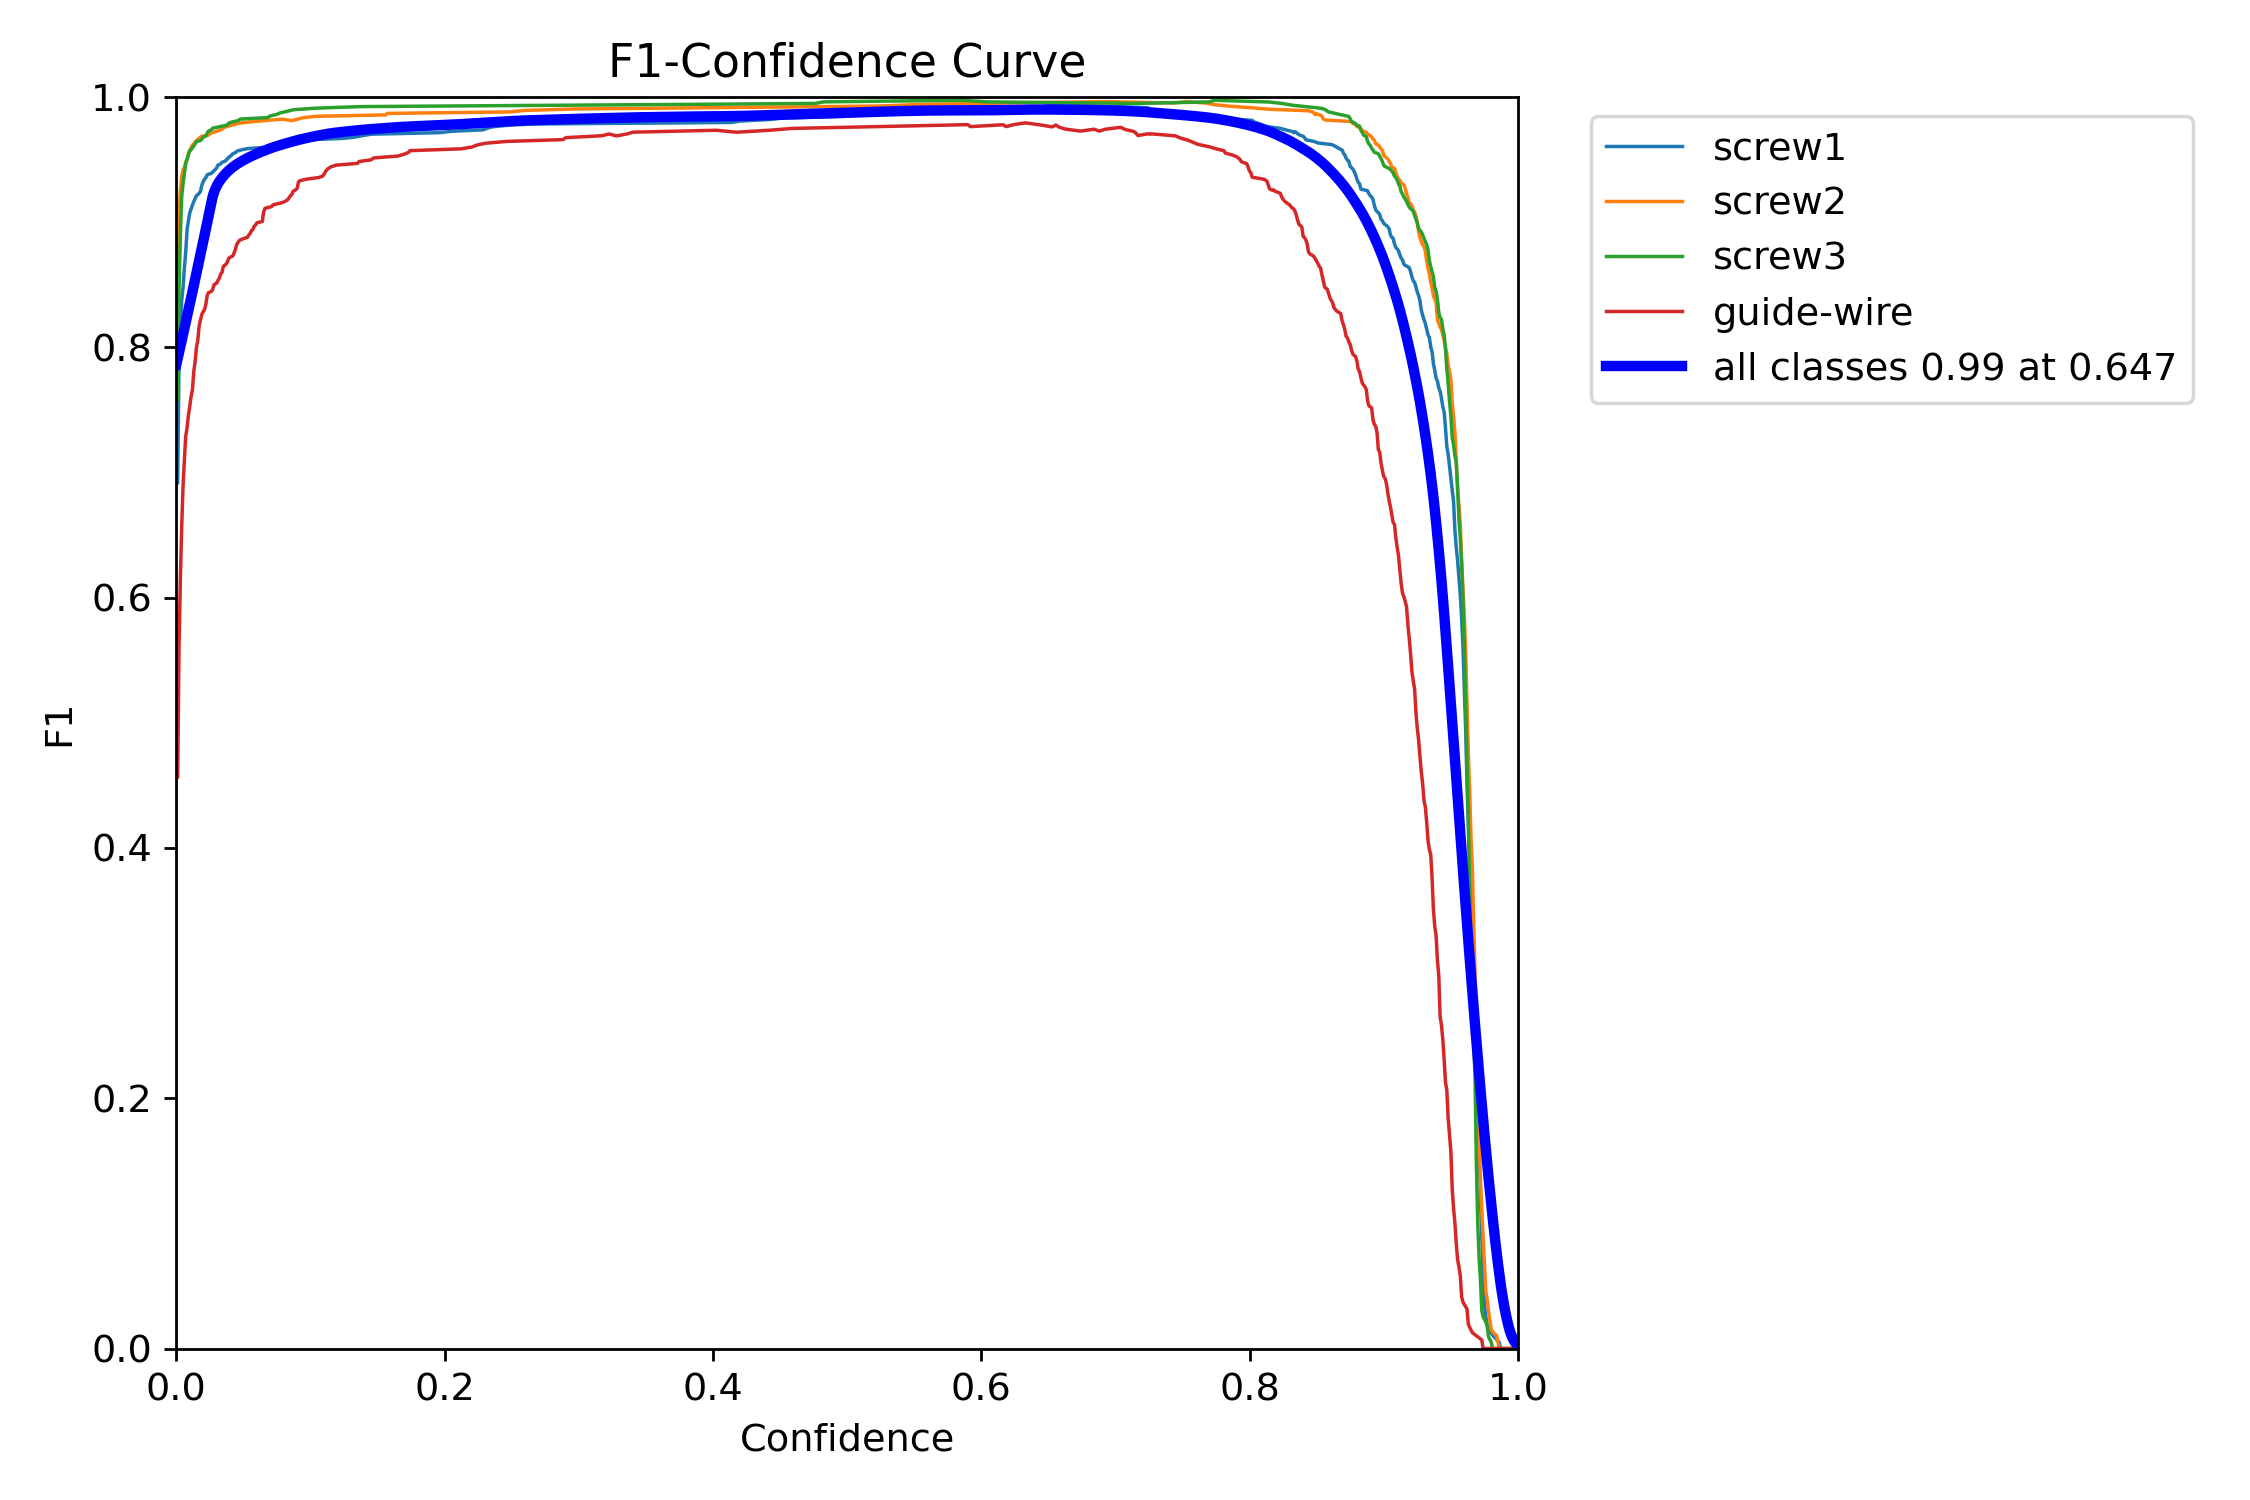 F1-Confidence Curve
1.0
0.8
0.6
0.4
0.2
0.0
F1
0.0 0.2 0.4 0.6 0.8 1.0
Confidence
screw1
screw2
screw3
guide-wire
all classes 0.99 at 0.647